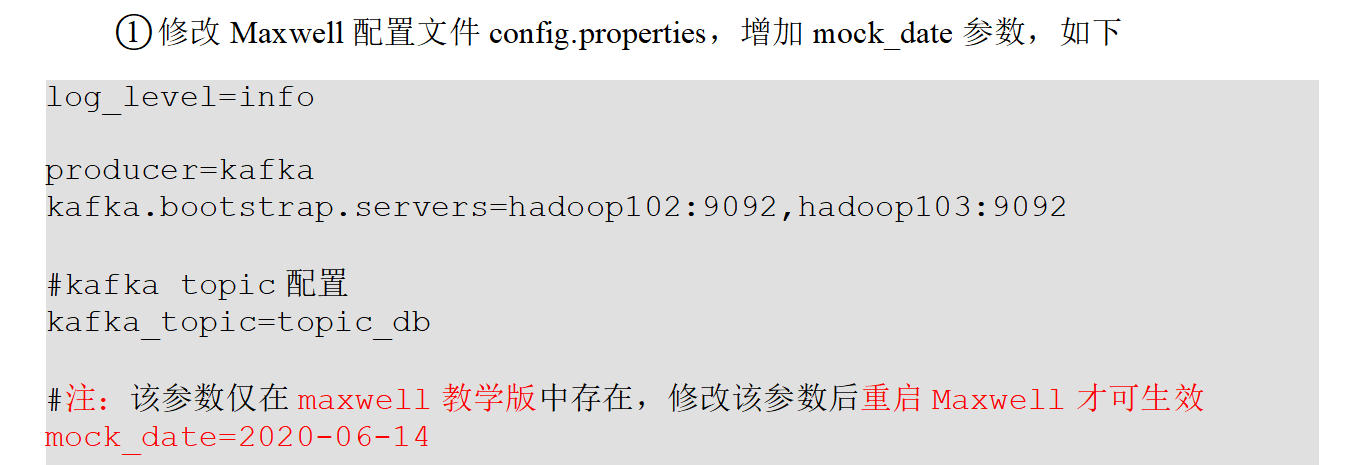 ①修改 Maxwell 配置文件 config.properties，增加 mock_date 参数，如下
log_level=info
producer=kafka
kafka.bootstrap.servers=hadoop102:9092,hadoop103:9092
#kafka topic 配置
kafka_topic=topic_db
#注：该参数仅在 maxwell 教学版中存在，修改该参数后重启 Maxwell 才可生效
mock_date=2020-06-14